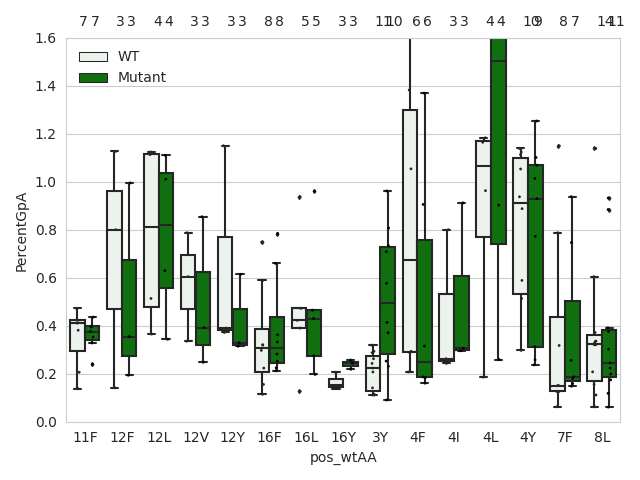 7 7 3 3 4 4 3 3 3 3 8 8 5 5 3 3 11 10 6 6 3 3 4 4 10 9 8 7 14 11
1.6
WT
Mutant
1.4
1.2
1.0
0.8
0.6
0.4
0.2
0.0
PercentGpA
11F 12F 12L 12V 12Y 16F 16L 16Y 3Y 4F 4I 4L 4Y 7F 8L
pos_wtAA